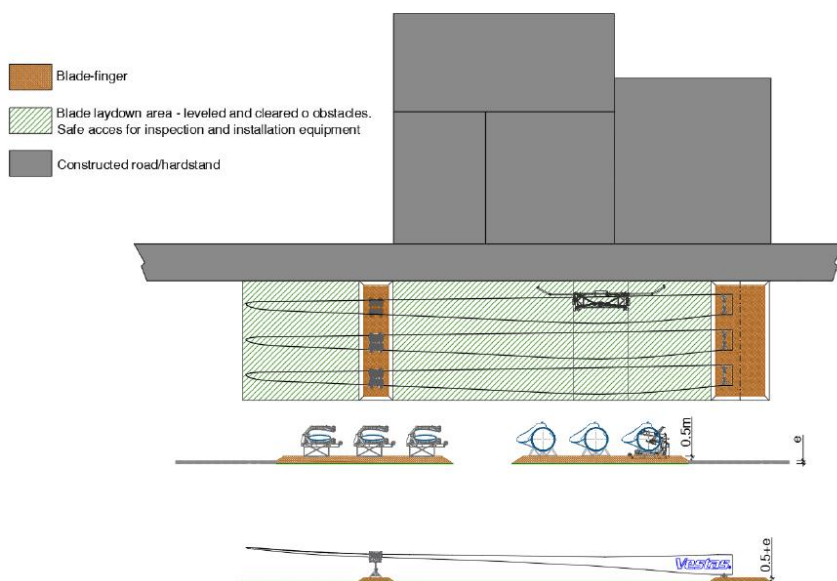 Blade-finger
Blade laydown area - leveled and cleared o obstacles.
Safe acces for inspection and installation equipment
Constructed road/hardstand
0.5m
e
0.5+e
Vestas.